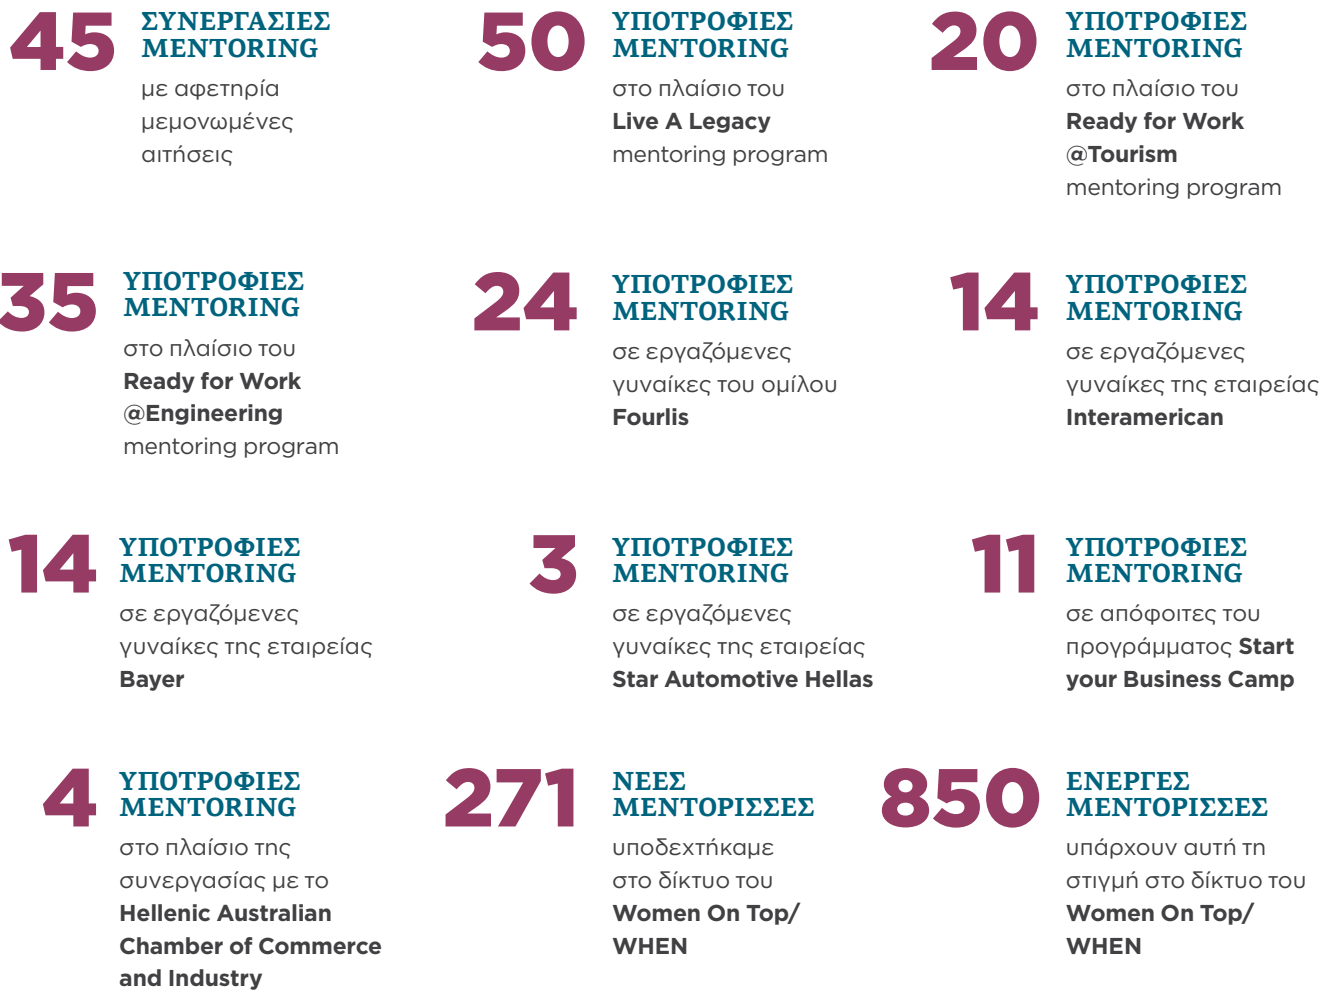 45
ΣΥΝΕΡΓΑΣΙΕΣ
MENTORING
με αφετηρία
μεμονωμένες
αιτήσεις
50
ΥΠΟΤΡΟΦΙΕΣ
MENTORING
στο πλαίσιο του
Live A Legacy
mentoring program
20
ΥΠΟΤΡΟΦΙΕΣ
MENTORING
στο πλαίσιο του
Ready for Work
@Tourism
mentoring program
35
ΥΠΟΤΡΟΦΙΕΣ
MENTORING
στο πλαίσιο του
Ready for Work
@Engineering
mentoring program
24
ΥΠΟΤΡΟΦΙΕΣ
MENTORING
σε εργαζόμενες
γυναίκες του ομίλου
Fourlis
14
ΥΠΟΤΡΟΦΙΕΣ
MENTORING
σε εργαζόμενες
γυναίκες της εταιρείας
Interamerican
14
ΥΠΟΤΡΟΦΙΕΣ
MENTORING
σε εργαζόμενες
γυναίκες της εταιρείας
Bayer
3
ΥΠΟΤΡΟΦΙΕΣ
MENTORING
σε εργαζόμενες
γυναίκες της εταιρείας
Star Automotive Hellas
11
ΥΠΟΤΡΟΦΙΕΣ
MENTORING
σε απόφοιτες του
προγράμματος Start
your Business Camp
4
ΥΠΟΤΡΟΦΙΕΣ
MENTORING
στο πλαίσιο της
συνεργασίας με το
Hellenic Australian
Chamber of Commerce
and Industry
271
ΝΕΕΣ
ΜΕΝΤΟΡΙΣΣΕΣ
υποδεχτήκαμε
στο δίκτυο του
Women On Top/
WHEN
850
ΕΝΕΡΓΕΣ
ΜΕΝΤΟΡΙΣΣΕΣ
υπάρχουν αυτή τη
στιγμή στο δίκτυο του
Women On Top/
WHEN